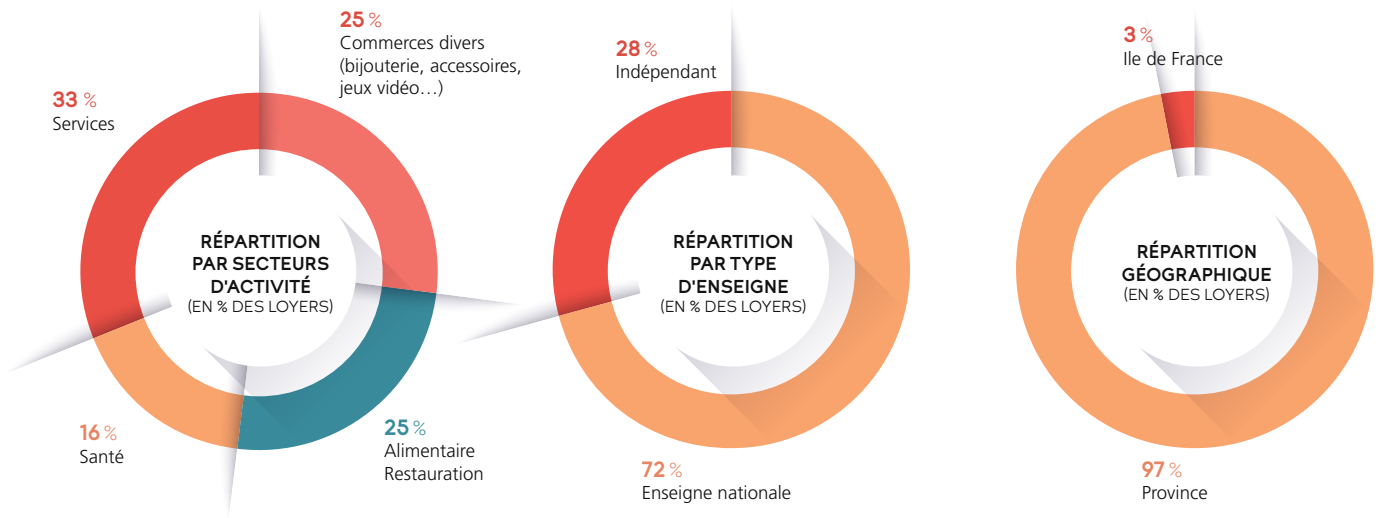 25 %
Commerces divers
(bijouterie, accessoires,
jeux vidéo…)
33 %
Services
RÉPARTITION
PAR SECTEURS
D'ACTIVITÉ
(EN % DES LOYERS)
16 %
Santé
25 %
Alimentaire
Restauration
28 %
Indépendant
RÉPARTITION
PAR TYPE
D'ENSEIGNE
(EN % DES LOYERS)
72 %
Enseigne nationale
3 %
Ile de France
RÉPARTITION
GÉOGRAPHIQUE
(EN % DES LOYERS)
97 %
Province